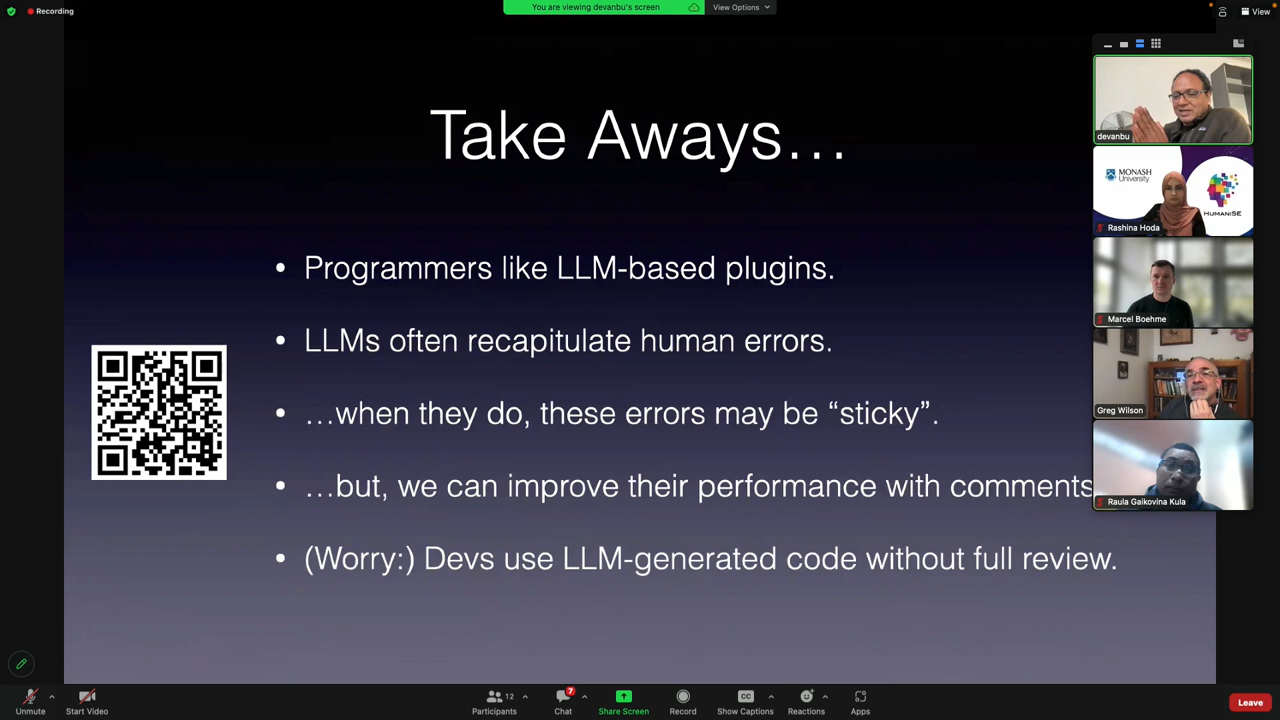 Recording
You are viewing devanbu's screen
View Options
View
Take Aways…
• Programmers like LLM-based plugins.
• LLMs often recapitulate human errors.
• …when they do, these errors may be “sticky”.
• …but, we can improve their performance with comments
• (Worry:) Devs use LLM-generated code without full review.
devanbu
MONASH
University
HUMANISE
Rashina Hoda
Marcel Boehme
Greg Wilson
Raula Gaikovina Kula
Unmute
Start Video
12
Participants
7
Chat
Share Screen
Record
CC
Show Captions
Reactions
Apps
Leave